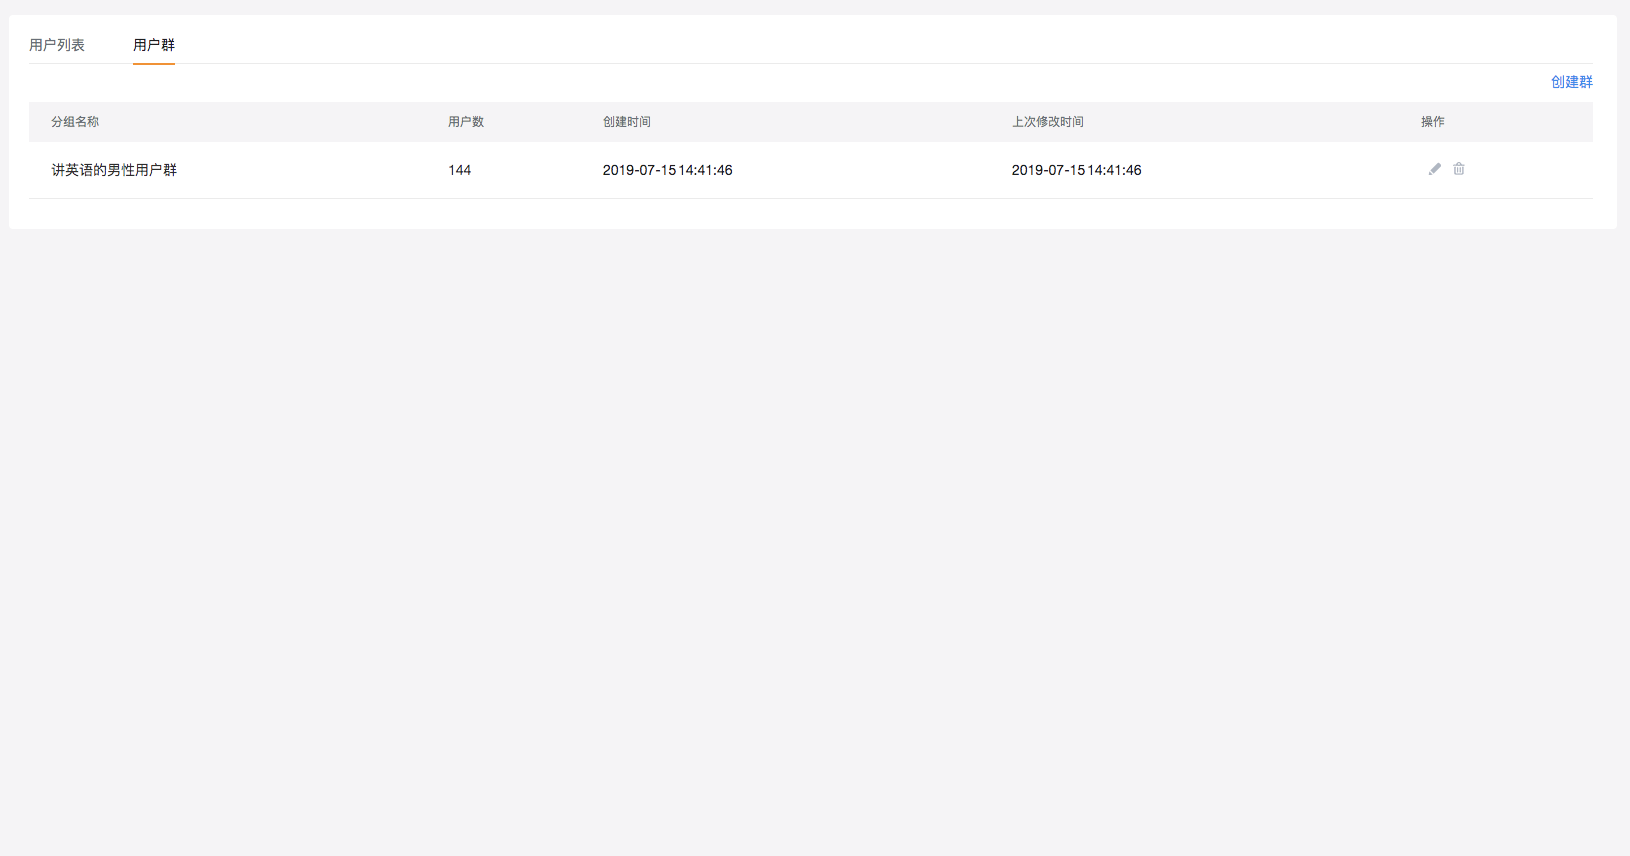 用户列表 用户群
创建群
分组名称 用户数 创建时间 上次修改时间 操作
讲英语的男性用户群 144 2019-07-15 14:41:46 2019-07-15 14:41:46